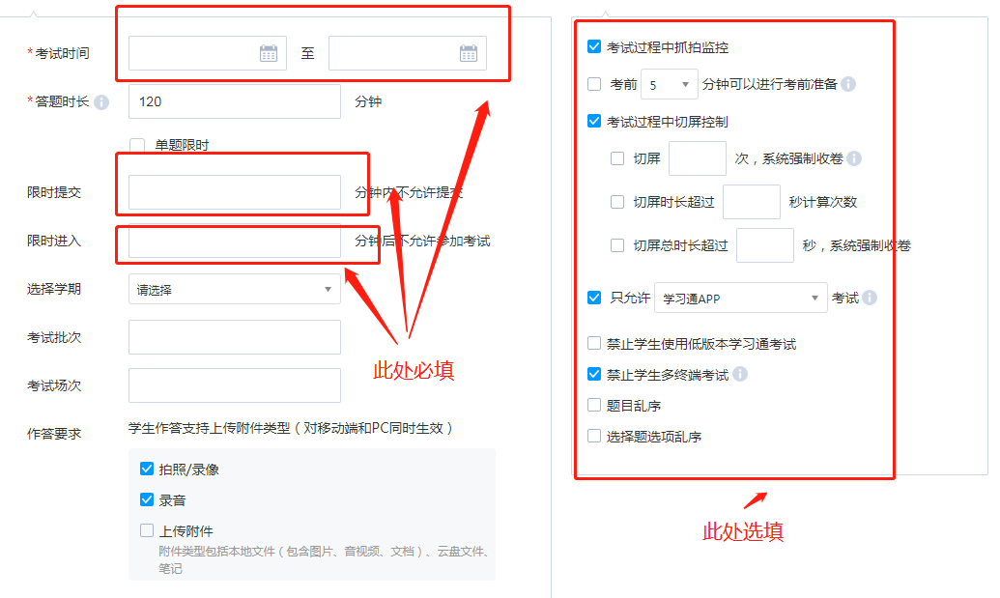 *考试时间
至
*答题时长
120
分钟
单题限时
限时提交
分钟内不允许提交
限时进入
分钟后不允许参加考试
选择学期
请选择
考试批次
此处必填
考试场次
作答要求
学生作答支持上传附件类型（对移动端和PC同时生效）
拍照/录像
录音
上传附件
附件类型包括本地文件（包含图片、音视频、文档）、云盘文件、
笔记
考试过程中抓拍监控
考前 5 分钟可以进行考前准备
考试过程中切屏控制
切屏 次，系统强制收卷
切屏时长超过 秒计算次数
切屏总时长超过 秒，系统强制收卷
只允许 学习通APP 考试
禁止学生使用低版本学习通考试
禁止学生多终端考试
题目乱序
选择题选项乱序
此处选填